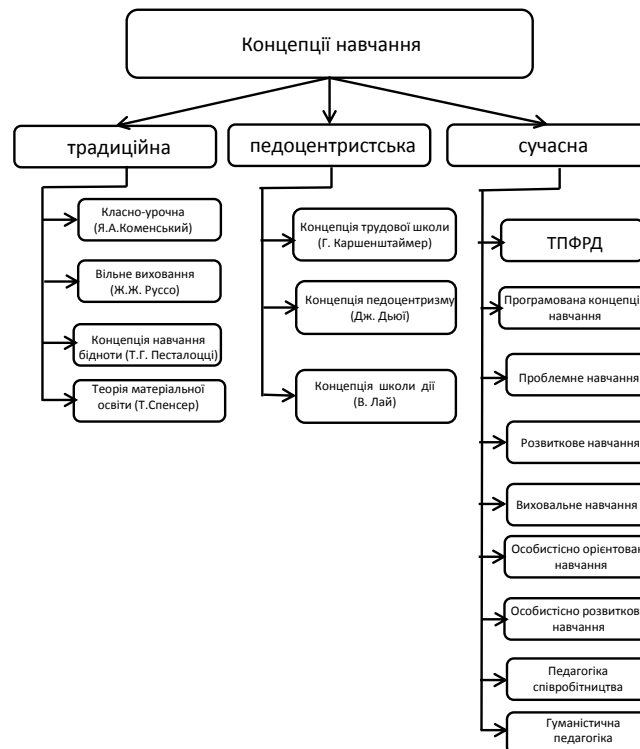 Концепції навчання
традиційна
педоцентристська
сучасна
Класно-урочна
(Я.А.Коменський)
Вільне виховання
(Ж.Ж. Руссо)
Концепція навчання
бідноти (Т.Г. Песталоцці)
Теорія матеріальної
освіти (Т.Спенсер)
Концепція трудової школи
(Г. Каршенштаймер)
Концепція педоцентризму
(Дж. Дьюї)
Концепція школи дії
(В. Лай)
ТПФРД
Програмована концепція
навчання
Проблемне навчання
Розвиткове навчання
Виховальне навчання
Особистісно орієнтован
навчання
Особистісно розвитков
навчання
Педагогіка
співробітництва
Гуманістична
педагогіка